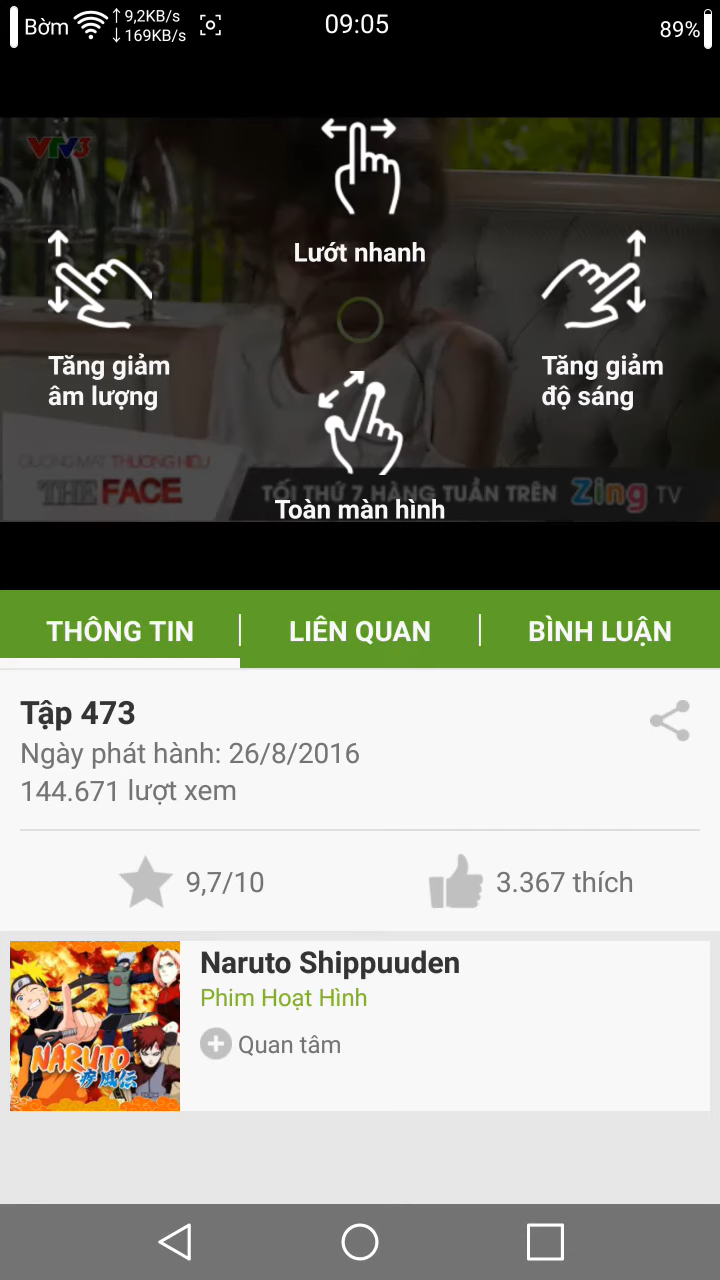 Bờm
9,2KB/s
169KB/s
09:05
89%
VTV3
Lướt nhanh
Tăng giảm
âm lượng
Tăng giảm
độ sáng
GƯƠNG MẶT THƯƠNG HIỆU
THE FACE
TỐI THỨ 7 HÀNG TUẦN TRÊN Zing TV
Toàn màn hình
THÔNG TIN
LIÊN QUAN
BÌNH LUẬN
Tập 473
Ngày phát hành: 26/8/2016
144.671 lượt xem
9,7/10
3.367 thích
Naruto Shippuuden
Phim Hoạt Hình
Quan tâm
NARUTO
疾風伝